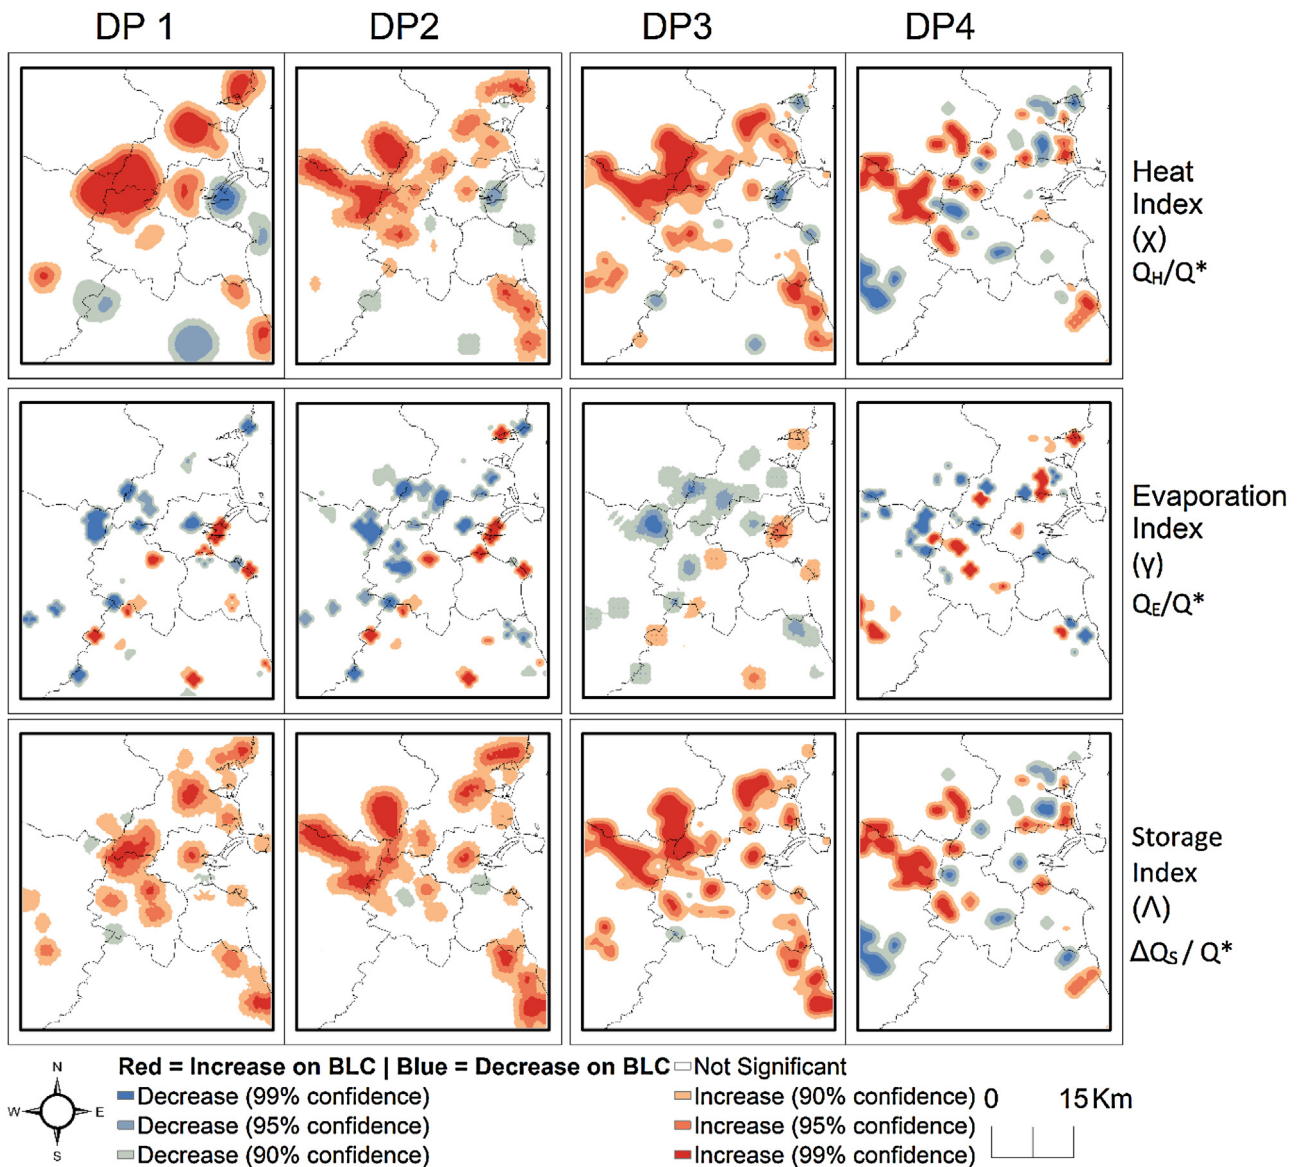 DP 1
DP2
DP3
DP4
Heat
Index
(χ)
QH/Q*
Evaporation
Index
(γ)
QE/Q*
Storage
Index
(Λ)
ΔQS / Q*
Red = Increase on BLC | Blue = Decrease on BLC
Not Significant
Decrease (99% confidence)
Increase (90% confidence)
Decrease (95% confidence)
Increase (95% confidence)
Decrease (90% confidence)
Increase (99% confidence)
0 15 Km
N
W E
S